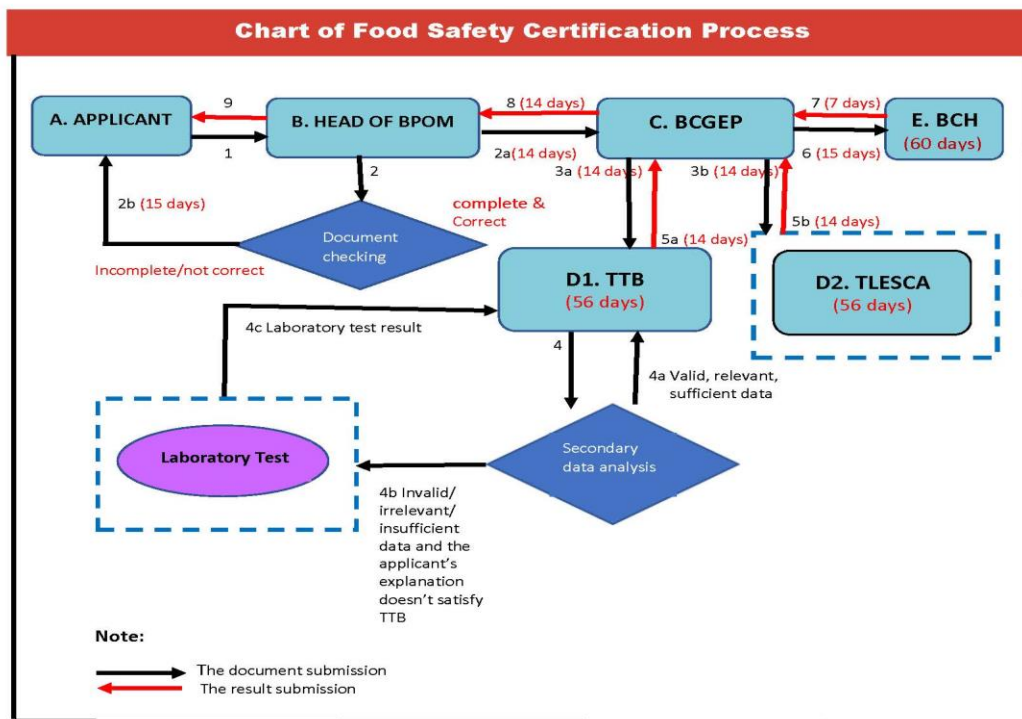 Chart of Food Safety Certification Process
9
8 (14 days)
7 (7 days)
A. APPLICANT
B. HEAD OF BPOM
C. BCGEP
E. BCH
(60 days)
1
2a(14 days)
6 (15 days)
2
3a (14 days)
3b (14 days)
2b (15 days)
complete &
Correct
Document
checking
5a (14 days)
5b (14 days)
Incomplete/not correct
D1. TTB
(56 days)
D2. TLESCA
(56 days)
4c Laboratory test result
4
4a Valid, relevant,
sufficient data
Laboratory Test
Secondary
data analysis
4b Invalid/
irrelevant/
insufficient
data and the
applicant’s
explanation
doesn’t satisfy
TTB
Note:
The document submission
The result submission